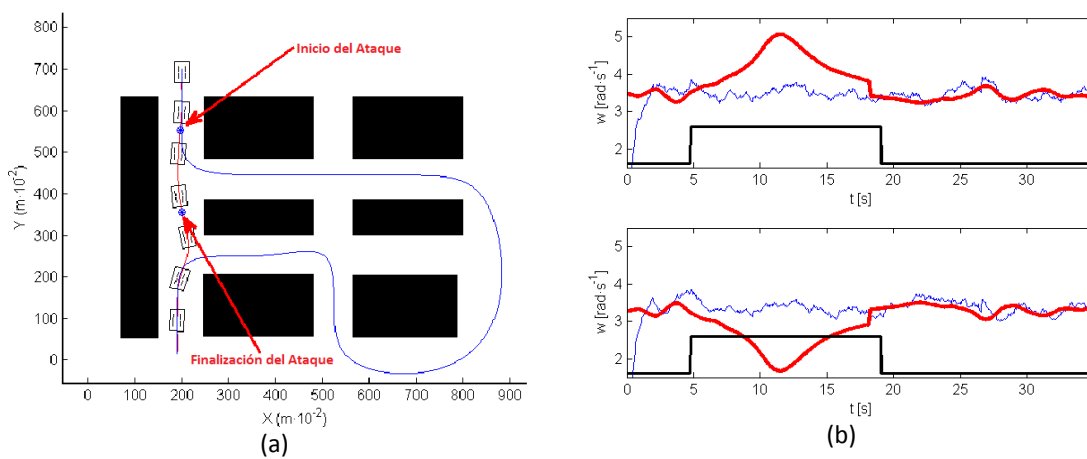 800
700
600
500
400
300
200
100
0
Y (m·10⁻²)
Inicio del Ataque
Finalización del Ataque
0 100 200 300 400 500 600 700 800 900
X (m·10⁻²)
(a)
5
4
3
2
w [rad·s⁻¹]
0 5 10 15 20 25 30
t [s]
5
4
3
2
w [rad·s⁻¹]
0 5 10 15 20 25 30
t [s]
(b)